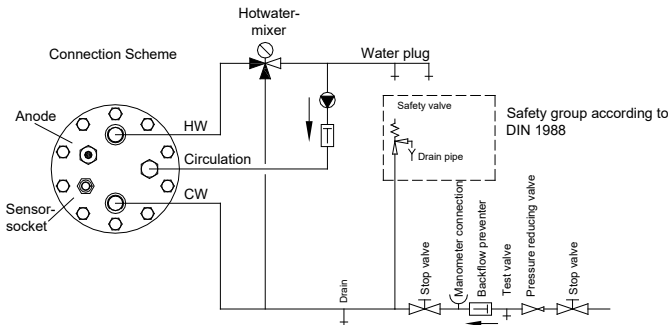 Hotwater-
mixer
Connection Scheme
Water plug
Safety valve
Safety group according to
DIN 1988
Anode
HW
Drain pipe
Circulation
CW
Sensor-
socket
Drain
Stop valve
Manometer connection
Backflow preventer
Test valve
Pressure reducing valve
Stop valve